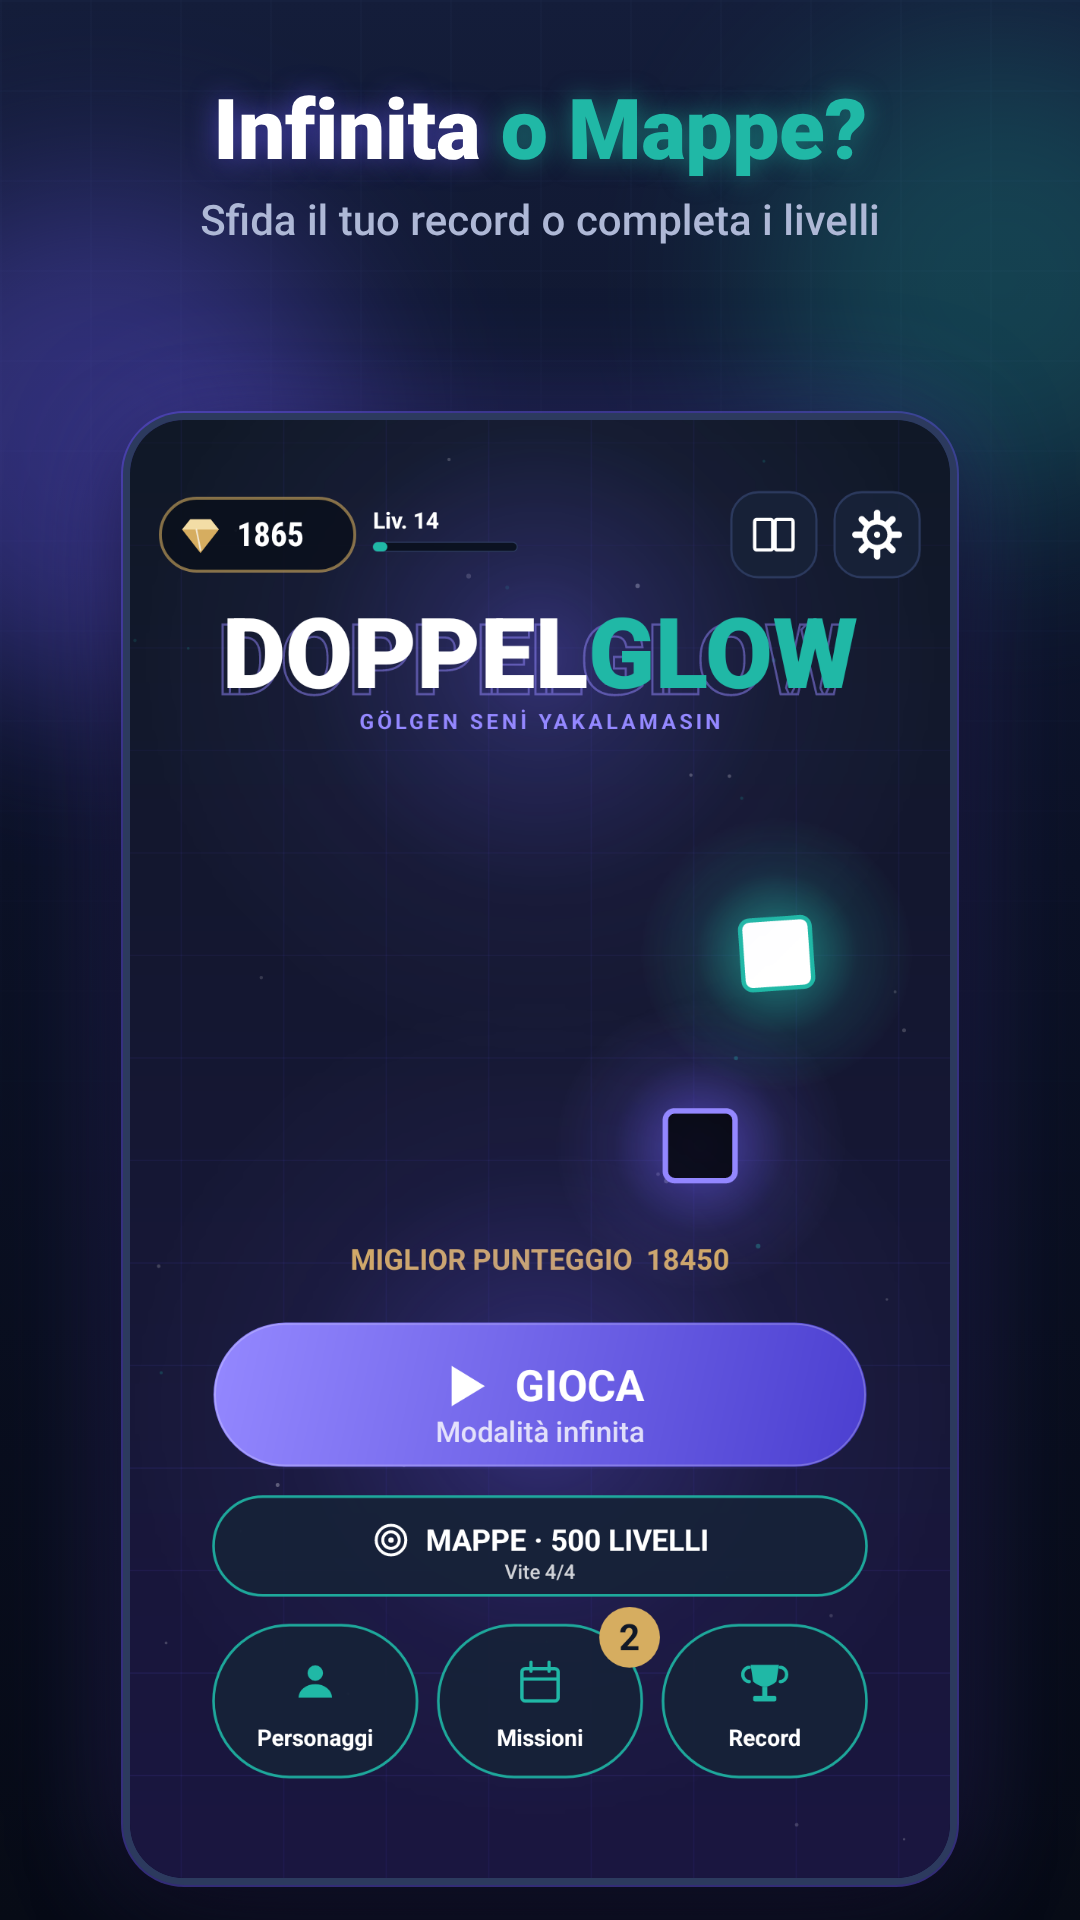 Infinita o Mappe?
Sfida il tuo record o completa i livelli
1865
Liv. 14
DOPPELGLOW
GÖLGEN SENİ YAKALAMASIN
MIGLIOR PUNTEGGIO 18450
GIOCA
Modalità infinita
MAPPE · 500 LIVELLI
Vite 4/4
2
Personaggi
Missioni
Record